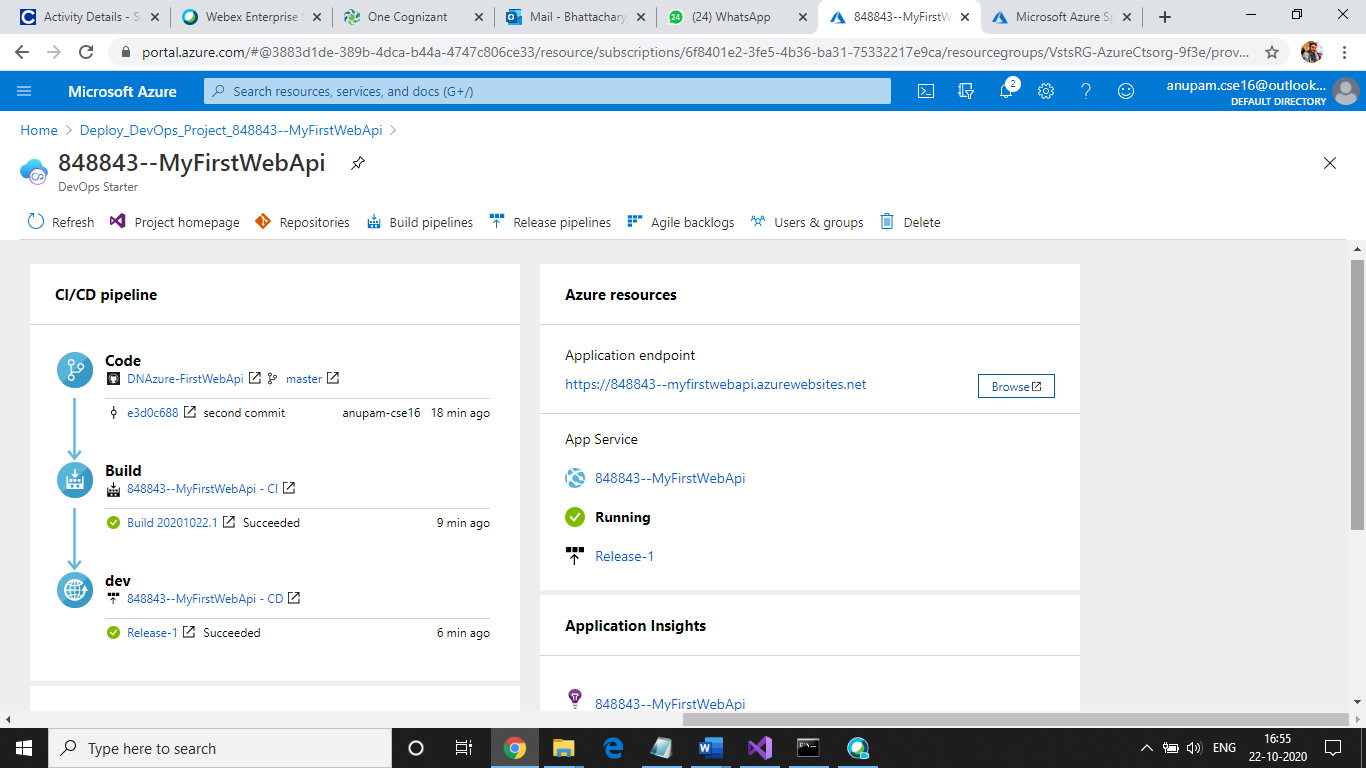 Activity Details - S
Webex Enterprise
One Cognizant
Mail - Bhattachary
(24) WhatsApp
848843--MyFirstW
Microsoft Azure Sp
portal.azure.com/#@3883d1de-389b-4dca-b44a-4747c806ce33/resource/subscriptions/6f8401e2-3fe5-4b36-ba31-75332217e9ca/resourcegroups/VstsRG-AzureCtsorg-9f3e/prov...
Microsoft Azure
Search resources, services, and docs (G+/)
2
anupam.cse16@outlook...
DEFAULT DIRECTORY
Home > Deploy_DevOps_Project_848843--MyFirstWebApi >
848843--MyFirstWebApi
DevOps Starter
Refresh Project homepage Repositories Build pipelines Release pipelines Agile backlogs Users & groups Delete
CI/CD pipeline
Code
DNAzure-FirstWebApi master
e3d0c688 second commit anupam-cse16 18 min ago
Build
848843--MyFirstWebApi - CI
Build 20201022.1 Succeeded 9 min ago
dev
848843--MyFirstWebApi - CD
Release-1 Succeeded 6 min ago
Azure resources
Application endpoint
https://848843--myfirstwebapi.azurewebsites.net
Browse
App Service
848843--MyFirstWebApi
Running
Release-1
Application Insights
848843--MyFirstWebApi
Type here to search
ENG
16:55
22-10-2020